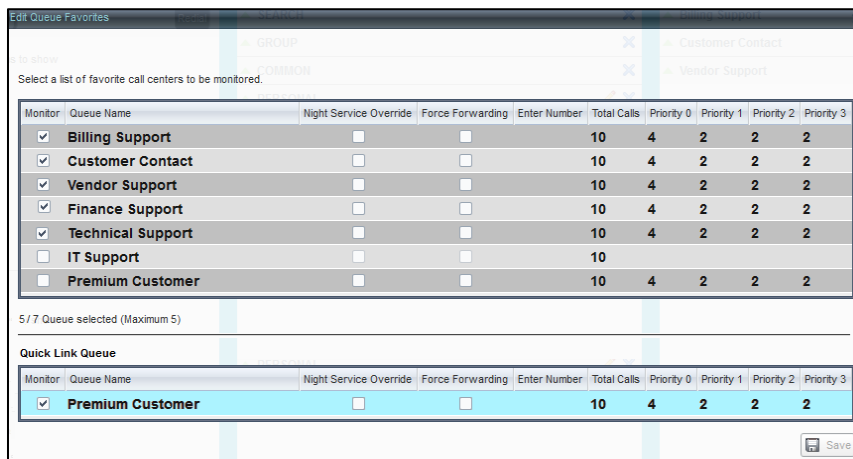 Edit Queue Favorites
RESET
SEARCH
Billing Support
GROUP
Customer Contact
s to show
COMMON
Vendor Support
Select a list of favorite call centers to be monitored.
PERSONAL
Monitor Queue Name Night Service Override Force Forwarding Enter Number Total Calls Priority 0 Priority 1 Priority 2 Priority 3
Billing Support 10 4 2 2 2
Customer Contact 10 4 2 2 2
Vendor Support 10 4 2 2 2
Finance Support 10 4 2 2 2
Technical Support 10 4 2 2 2
IT Support 10
Premium Customer 10 4 2 2 2
5 / 7 Queue selected (Maximum 5)
Quick Link Queue
PERSONAL
Monitor Queue Name Night Service Override Force Forwarding Enter Number Total Calls Priority 0 Priority 1 Priority 2 Priority 3
Premium Customer 10 4 2 2 2
Save